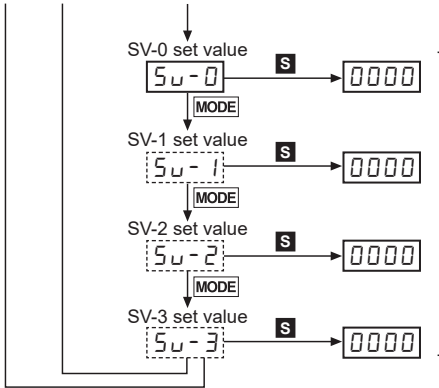 SV-0 set value
Su-0 S 0000
MODE
SV-1 set value
Su-1 S 0000
MODE
SV-2 set value
Su-2 S 0000
MODE
SV-3 set value
Su-3 S 0000